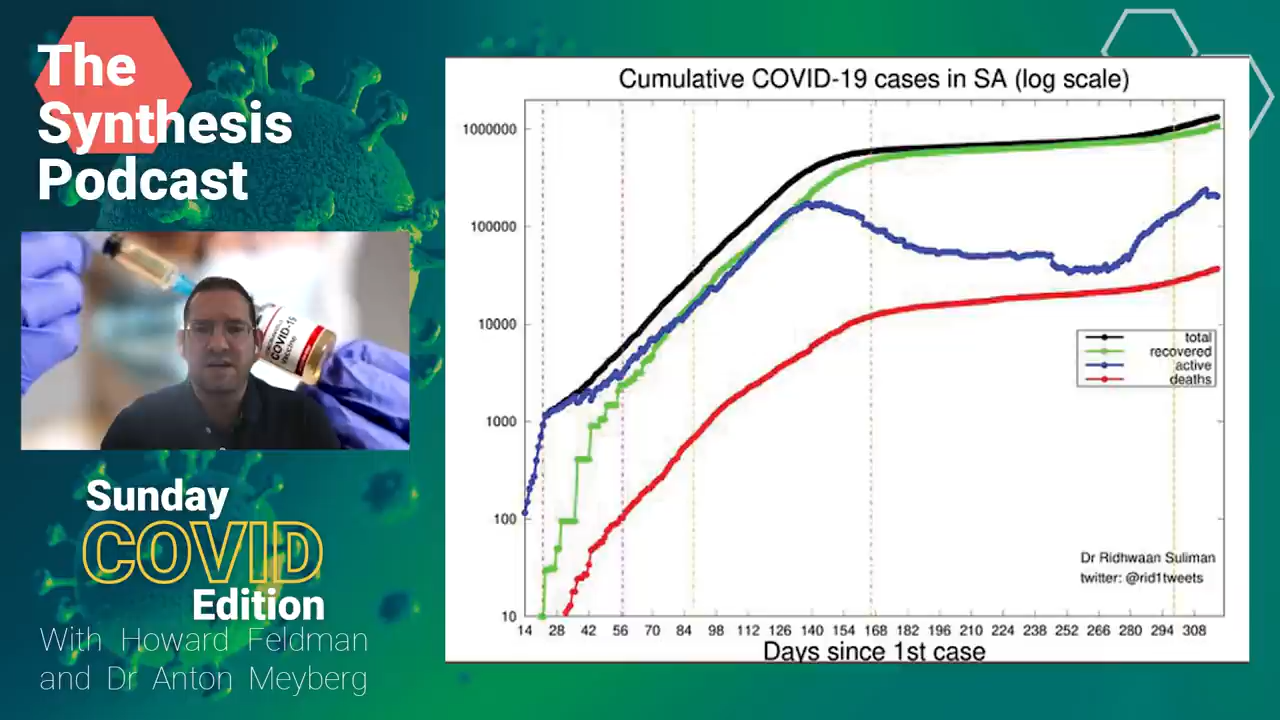 The
Synthesis
Podcast
COVID-19
Vaccine
Sunday
COVID
Edition
With Howard Feldman
and Dr Anton Meyberg
Cumulative COVID-19 cases in SA (log scale)
1000000
100000
10000
1000
100
10
total
recovered
active
deaths
Dr Ridhwaan Suliman
twitter: @rid1tweets
14 28 42 56 70 84 98 112 126 140 154 168 182 196 210 224 238 252 266 280 294 308
Days since 1st case